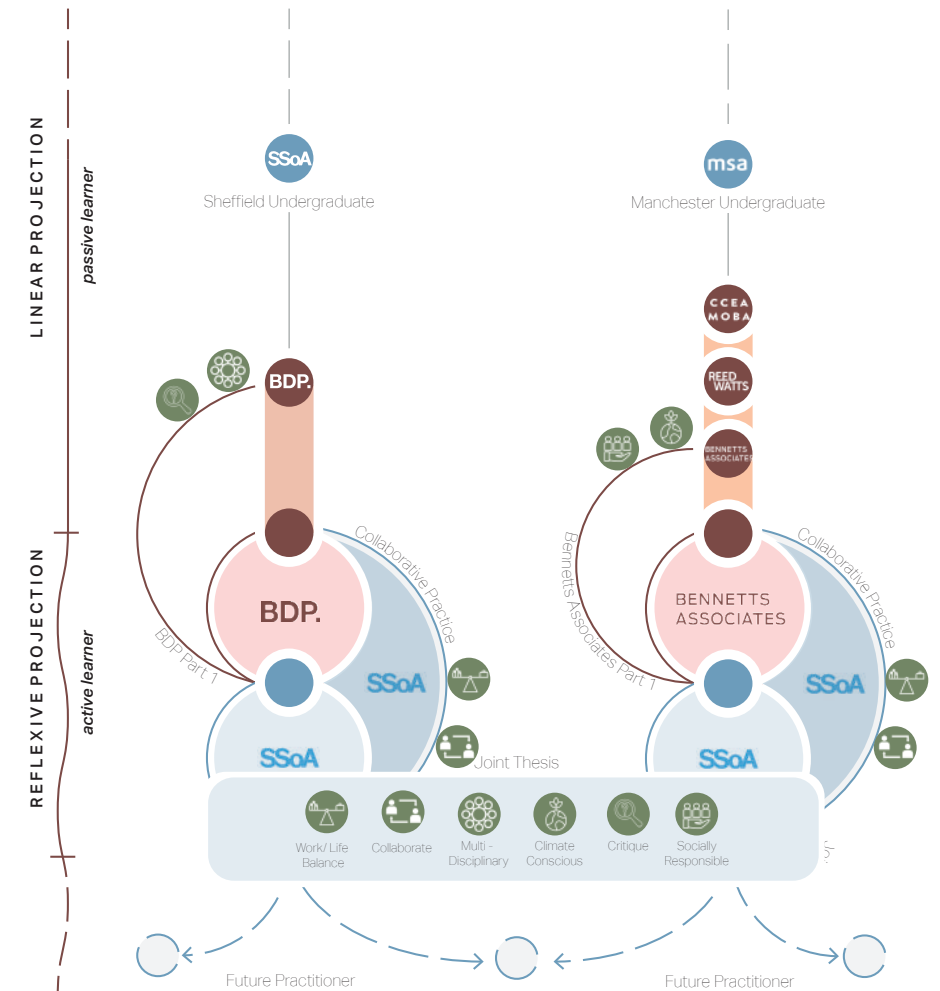 LINEAR PROJECTION
passive learner
REFLEXIVE PROJECTION
active learner
SSoA
Sheffield Undergraduate
msa
Manchester Undergraduate
CCEA
MOBA
REED
WATTS
BENNETTS
ASSOCIATES
BDP.
Collaborative Practice
BDP.
BDP Part 1
SSoA
SSoA
Joint Thesis
Collaborative Practice
BENNETTS
ASSOCIATES
Bennetts Associates Part 1
SSoA
SSoA
Work/ Life
Balance
Collaborate
Multi -
Disciplinary
Climate
Conscious
Critique
Socially
Responsible
Future Practitioner
Future Practitioner